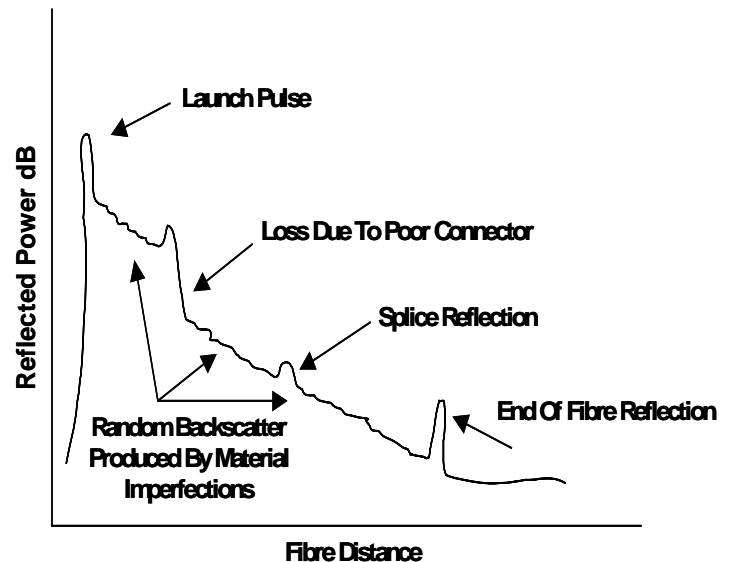 Launch Pulse
Reflected Power dB
Loss Due To Poor Connector
Splice Reflection
End Of Fibre Reflection
Random Backscatter
Produced By Material
Imperfections
Fibre Distance